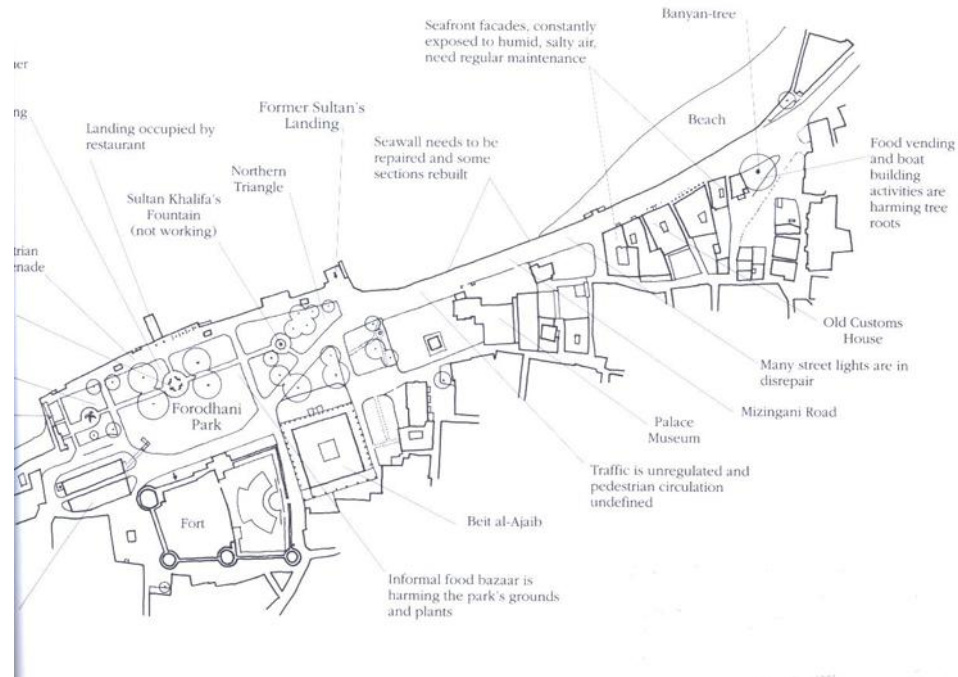 Banyan-tree
Seafront facades, constantly
exposed to humid, salty air,
need regular maintenance
Former Sultan's
Landing
Beach
Landing occupied by
restaurant
Seawall needs to be
repaired and some
sections rebuilt
Food vending
and boat
building
activities are
harming tree
roots
Northern
Triangle
Sultan Khalifa's
Fountain
(not working)
Old Customs
House
Many street lights are in
disrepair
Forodhani
Park
Mizingani Road
Palace
Museum
Traffic is unregulated and
pedestrian circulation
undefined
Fort
Beit al-Ajaib
Informal food bazaar is
harming the park's grounds
and plants